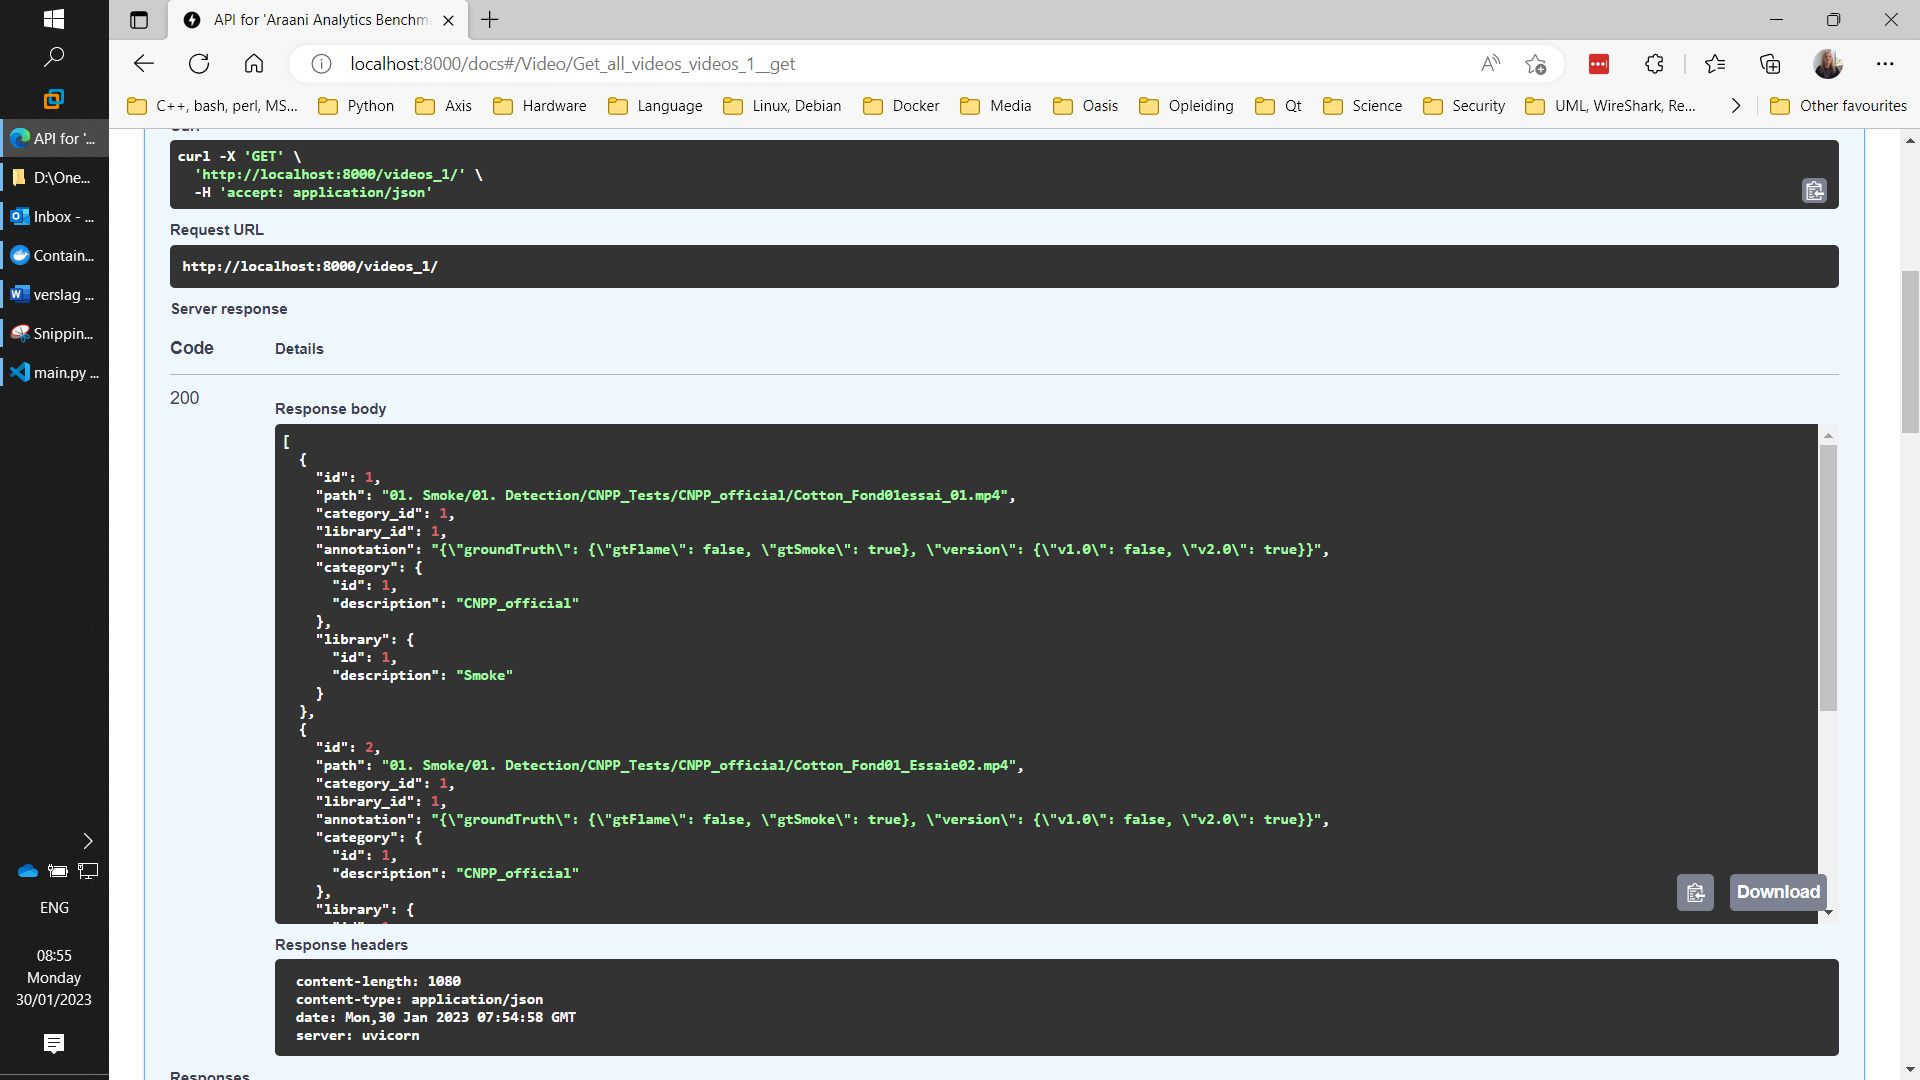 API for 'Araani Analytics Benchm
localhost:8000/docs#/Video/Get_all_videos_videos_1__get
C++, bash, perl, MS...
Python
Axis
Hardware
Language
Linux, Debian
Docker
Media
Oasis
Opleiding
Qt
Science
Security
UML, WireShark, Re...
Other favourites
API for '...
D:\One...
Inbox - ...
Contain...
verslag ...
Snippin...
main.py ...
ENG
08:55
Monday
30/01/2023
Curl
curl -X 'GET' \
'http://localhost:8000/videos_1/' \
-H 'accept: application/json'
Request URL
http://localhost:8000/videos_1/
Server response
Code Details
200
Response body
[
{
"id": 1,
"path": "01. Smoke/01. Detection/CNPP_Tests/CNPP_official/Cotton_Fond01essai_01.mp4",
"category_id": 1,
"library_id": 1,
"annotation": "{\"groundTruth\": {\"gtFlame\": false, \"gtSmoke\": true}, \"version\": {\"v1.0\": false, \"v2.0\": true}}",
"category": {
"id": 1,
"description": "CNPP_official"
},
"library": {
"id": 1,
"description": "Smoke"
}
},
{
"id": 2,
"path": "01. Smoke/01. Detection/CNPP_Tests/CNPP_official/Cotton_Fond01_Essaie02.mp4",
"category_id": 1,
"library_id": 1,
"annotation": "{\"groundTruth\": {\"gtFlame\": false, \"gtSmoke\": true}, \"version\": {\"v1.0\": false, \"v2.0\": true}}",
"category": {
"id": 1,
"description": "CNPP_official"
},
"library": {
Download
Response headers
content-length: 1080
content-type: application/json
date: Mon,30 Jan 2023 07:54:58 GMT
server: uvicorn
Responses